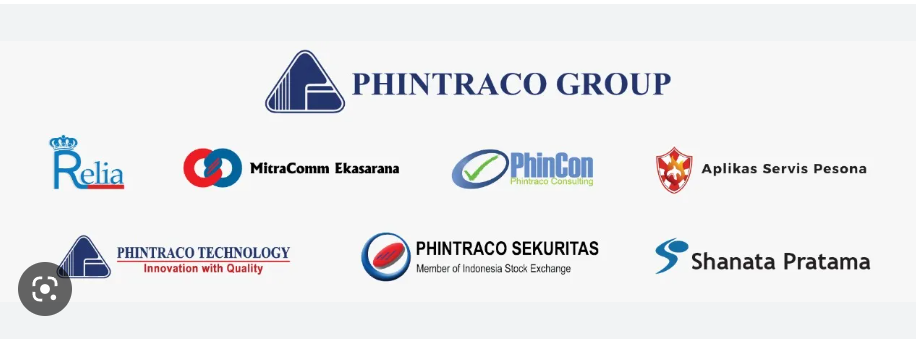 PHINTRACO GROUP
Relia
MitraComm Ekasarana
PhinCon
Phintraco Consulting
Aplikas Servis Pesona
PHINTRACO TECHNOLOGY
Innovation with Quality
PHINTRACO SEKURITAS
Member of Indonesia Stock Exchange
Shanata Pratama